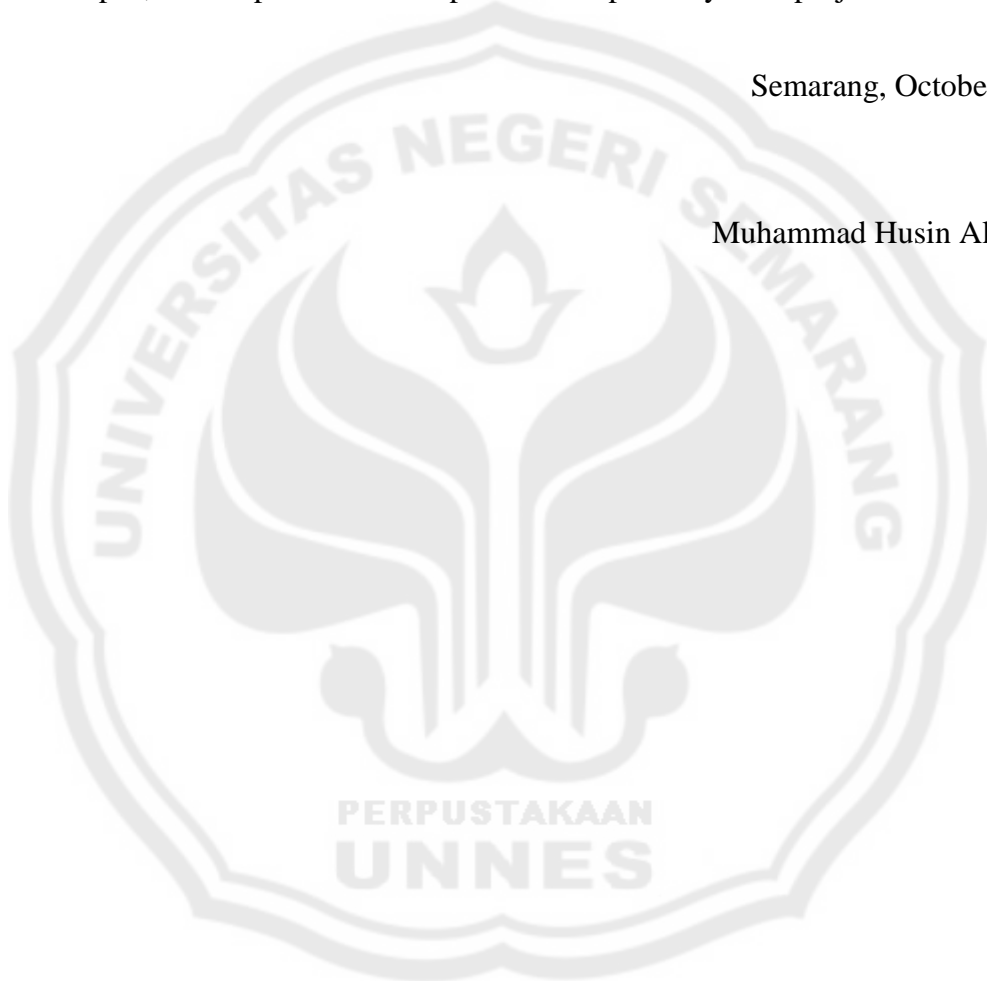 Semarang, Octobe
Muhammad Husin Al
UNIVERSITAS NEGERI SEMARANG
PERPUSTAKAAN
UNNES